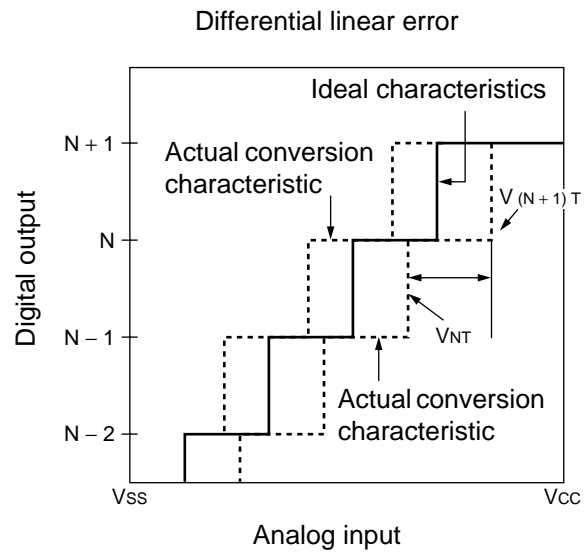 Differential linear error
Ideal characteristics
N + 1
Actual conversion
characteristic
V (N + 1) T
N
Digital output
N – 1
VNT
Actual conversion
characteristic
N – 2
VSS
VCC
Analog input